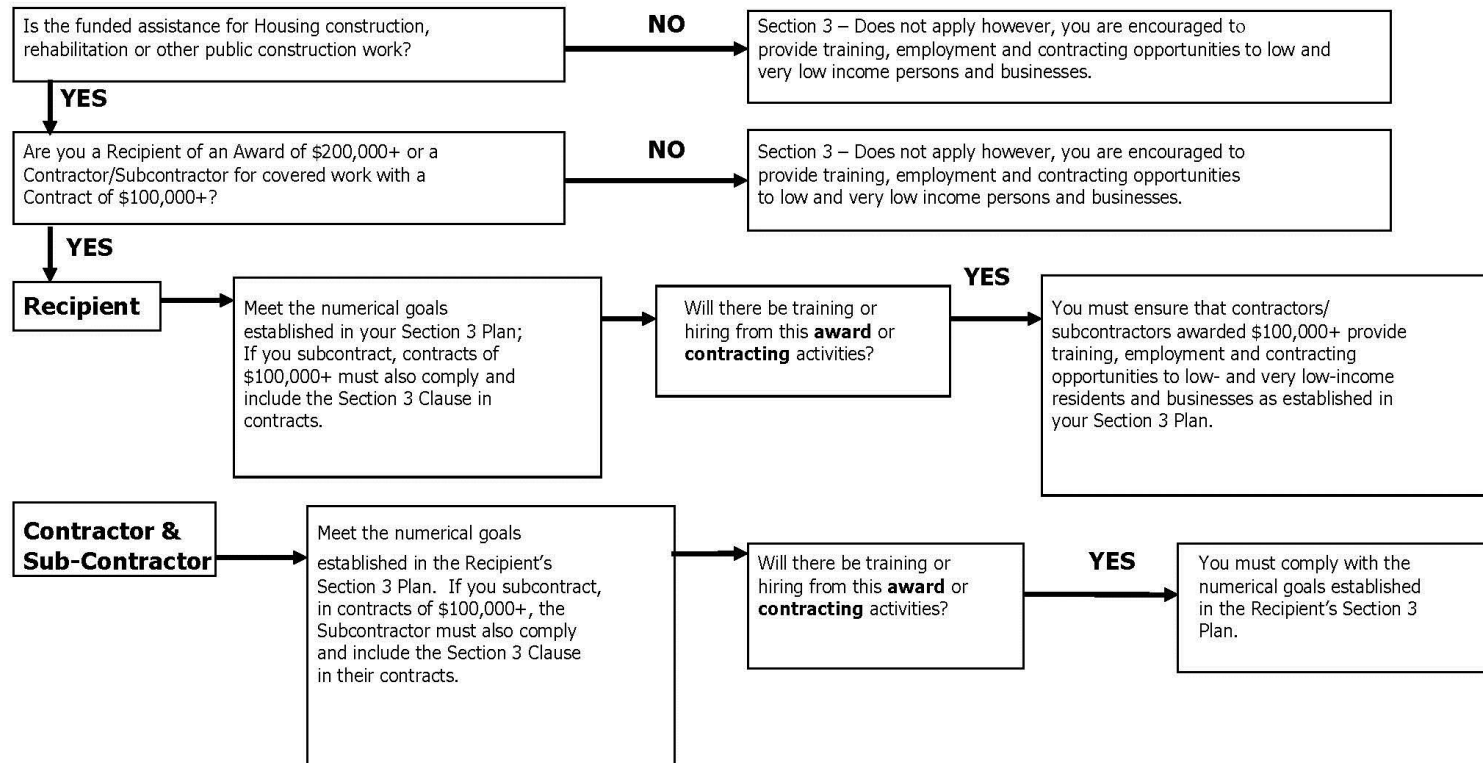 Is the funded assistance for Housing construction,
rehabilitation or other public construction work?
NO
Section 3 – Does not apply however, you are encouraged to
provide training, employment and contracting opportunities to low and
very low income persons and businesses.
YES
Are you a Recipient of an Award of $200,000+ or a
Contractor/Subcontractor for covered work with a
Contract of $100,000+?
NO
Section 3 – Does not apply however, you are encouraged to
provide training, employment and contracting opportunities
to low and very low income persons and businesses.
YES
Recipient
Meet the numerical goals
established in your Section 3 Plan;
If you subcontract, contracts of
$100,000+ must also comply and
include the Section 3 Clause in
contracts.
Will there be training or
hiring from this award or
contracting activities?
YES
You must ensure that contractors/
subcontractors awarded $100,000+ provide
training, employment and contracting
opportunities to low- and very low-income
residents and businesses as established in
your Section 3 Plan.
Contractor &
Sub-Contractor
Meet the numerical goals
established in the Recipient's
Section 3 Plan. If you subcontract,
in contracts of $100,000+, the
Subcontractor must also comply
and include the Section 3 Clause
in their contracts.
Will there be training or
hiring from this award or
contracting activities?
YES
You must comply with the
numerical goals established
in the Recipient's Section 3
Plan.